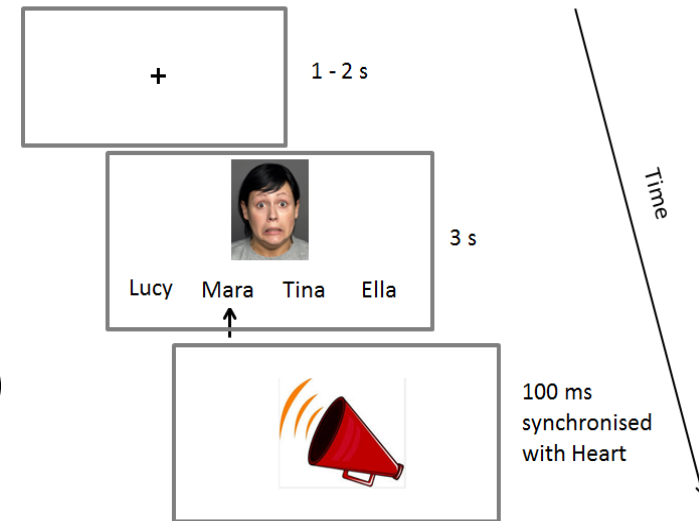 +
1 - 2 s
3 s
Lucy Mara Tina Ella
100 ms
synchronised
with Heart
Time